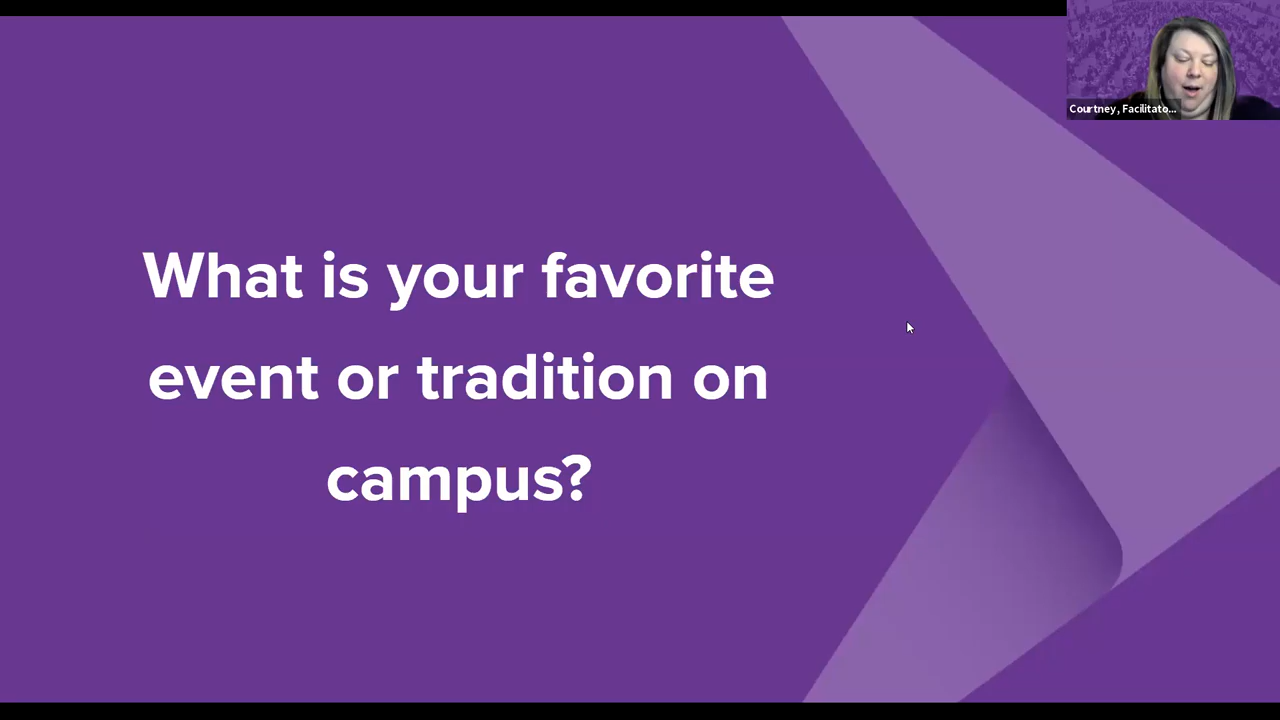 Courtney, Facilitato...
What is your favorite
event or tradition on
campus?